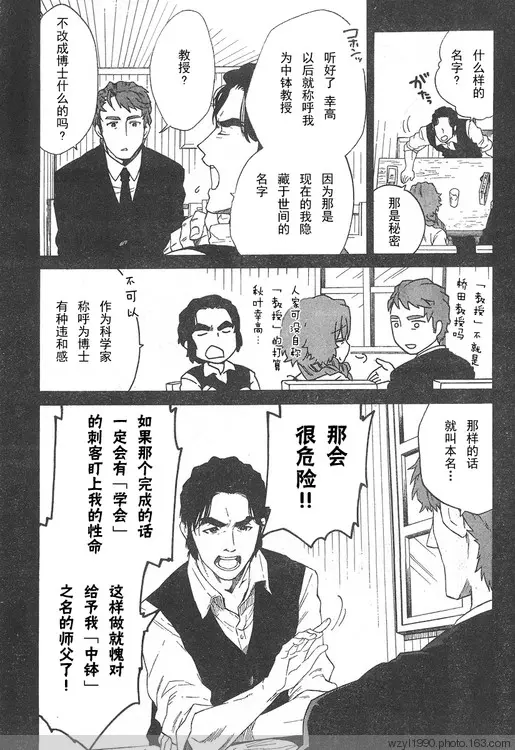 什么样的
名字?
ガタッ
那是秘密
コホンッ
听好了 幸高
以后就称呼我
为中钵教授
因为那是
现在的我隐
藏于世间的
名字
教授?
不改成博士什么的吗?
「教授」不就是
桥田教授吗
人家可没自称
「教授」的打算
秋叶幸高…
不可以
作为科学家
称呼为博士
有种违和感
那样的话
就叫本名…
那会
很危险!!
如果那个完成的话
一定会有「学会」
的刺客盯上我的性命
这样做就愧对
给予我「中钵」
之名的师父了!
wzyl1990.photo.163.com